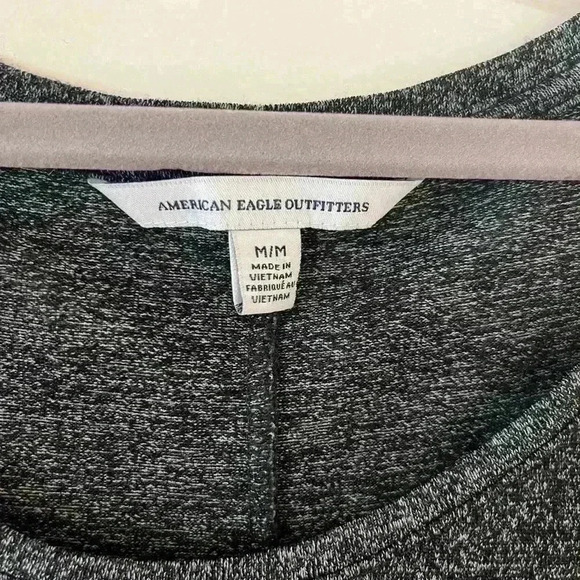 AMERICAN EAGLE OUTFITTERS
M/M
MADE IN
VIETNAM
FABRIQUÉ AU
VIETNAM